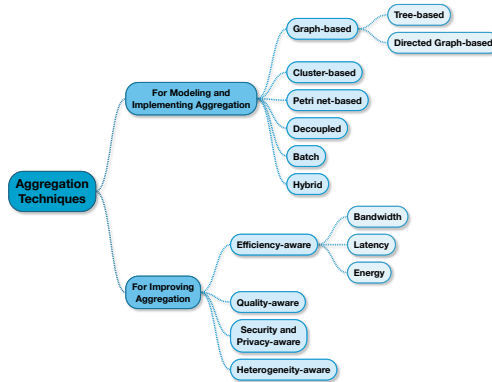 Aggregation
Techniques
For Modeling and
Implementing Aggregation
Graph-based
Tree-based
Directed Graph-based
Cluster-based
Petri net-based
Decoupled
Batch
Hybrid
For Improving
Aggregation
Efficiency-aware
Bandwidth
Latency
Energy
Quality-aware
Security and
Privacy-aware
Heterogeneity-aware